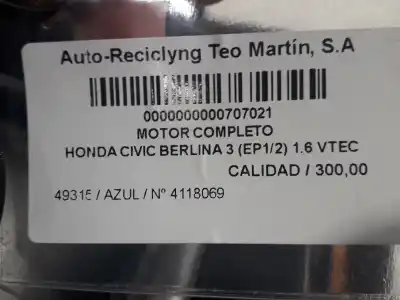 Auto-Reciclyng Teo Martín, S.A
0000000000707021
MOTOR COMPLETO
HONDA CIVIC BERLINA 3 (EP1/2) 1.6 VTEC
CALIDAD / 300,00
49315 / AZUL / Nº 4118069